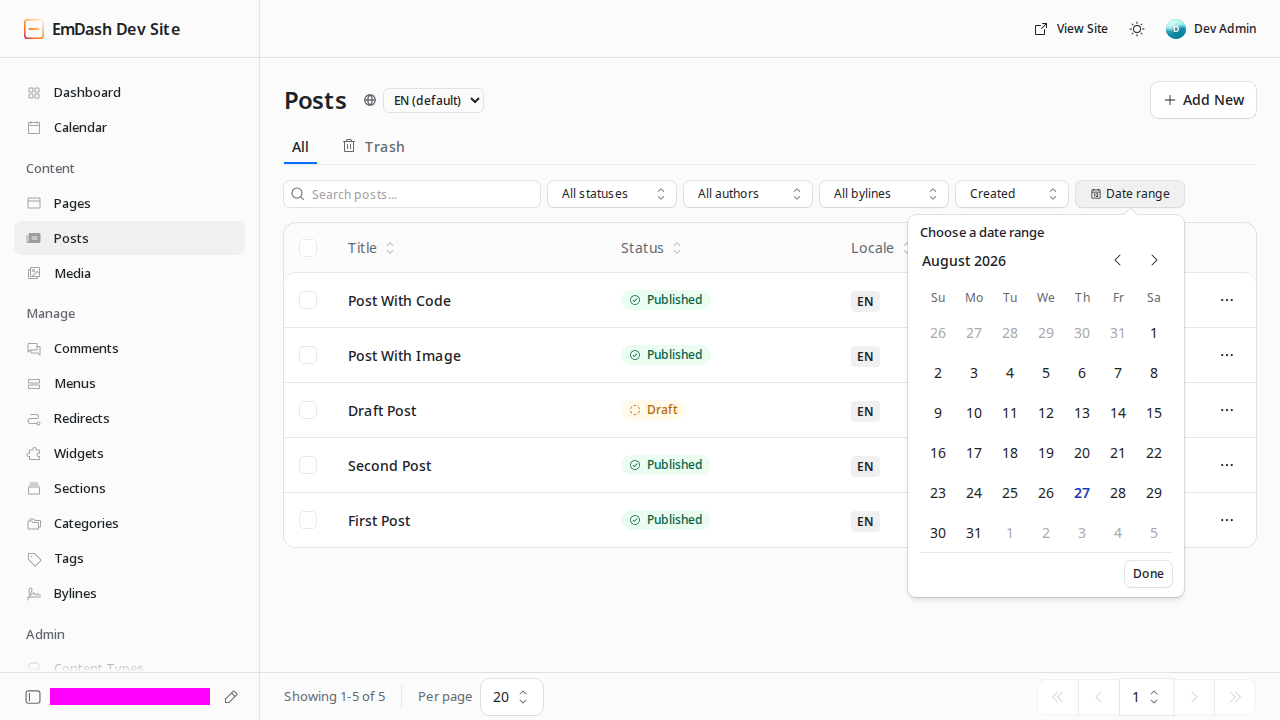 EmDash Dev Site
View Site
D
Dev Admin
Dashboard
Calendar
Content
Pages
Posts
Media
Manage
Comments
Menus
Redirects
Widgets
Sections
Categories
Tags
Bylines
Admin
Content Types
Posts
EN (default)
Add New
All
Trash
Search posts...
All statuses
All authors
All bylines
Created
Date range
Title
Status
Locale
Post With Code
Published
EN
Post With Image
Published
EN
Draft Post
Draft
EN
Second Post
Published
EN
First Post
Published
EN
Choose a date range
August 2026
Su Mo Tu We Th Fr Sa
26 27 28 29 30 31 1
2 3 4 5 6 7 8
9 10 11 12 13 14 15
16 17 18 19 20 21 22
23 24 25 26 27 28 29
30 31 1 2 3 4 5
Done
Showing 1-5 of 5
Per page
20
1